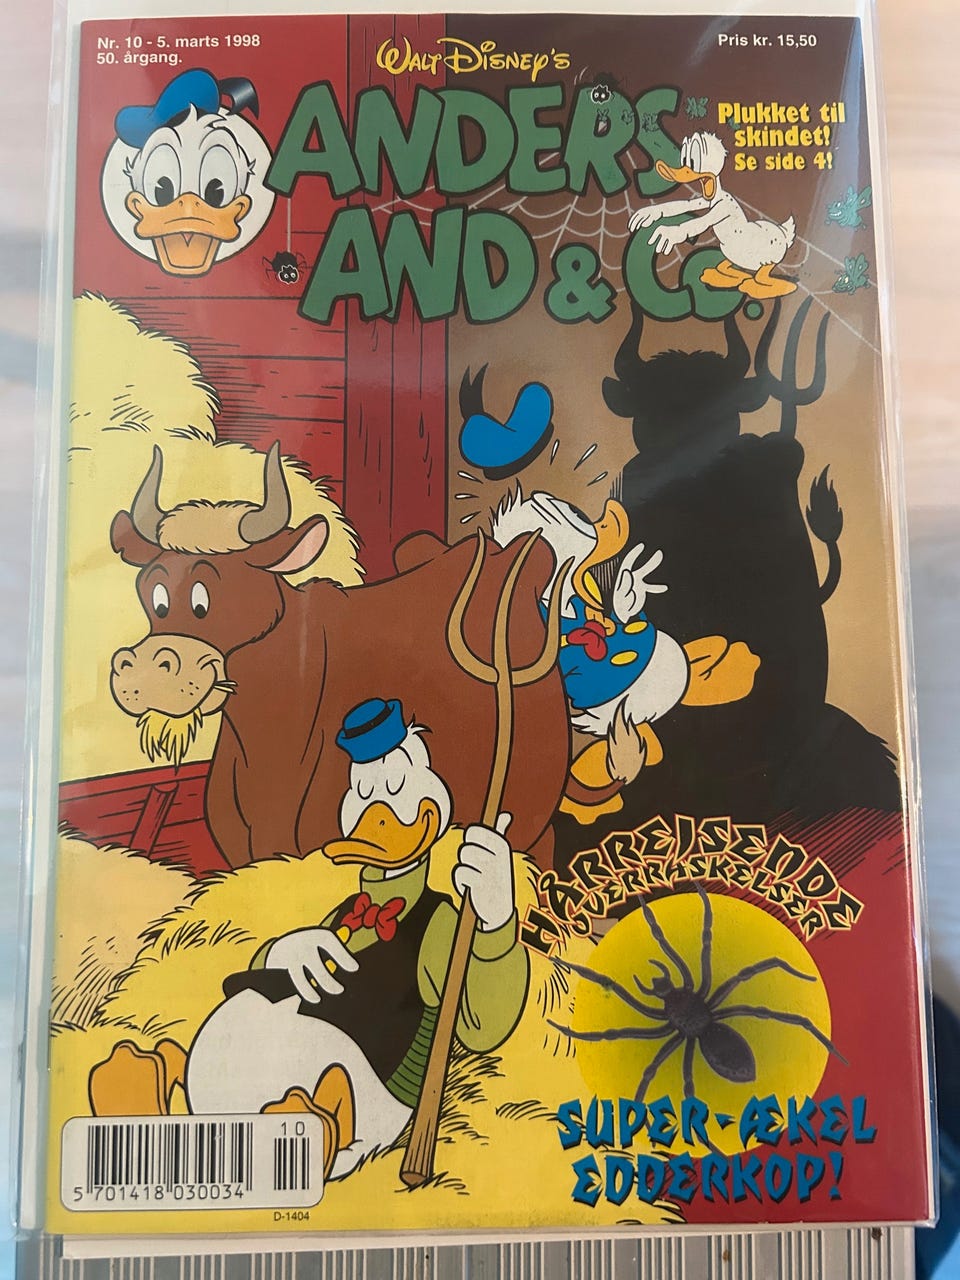 Nr. 10 - 5. marts 1998
50. årgang.
WALT DISNEY'S
Pris kr. 15,50
ANDERS
AND & Co.
Plukket til
skindet!
Se side 4!
HÅRREJSENDE
OVERRASKELSER
SUPER-ÆKEL
EDDERKOP!
10
5 701418 030034
D-1404